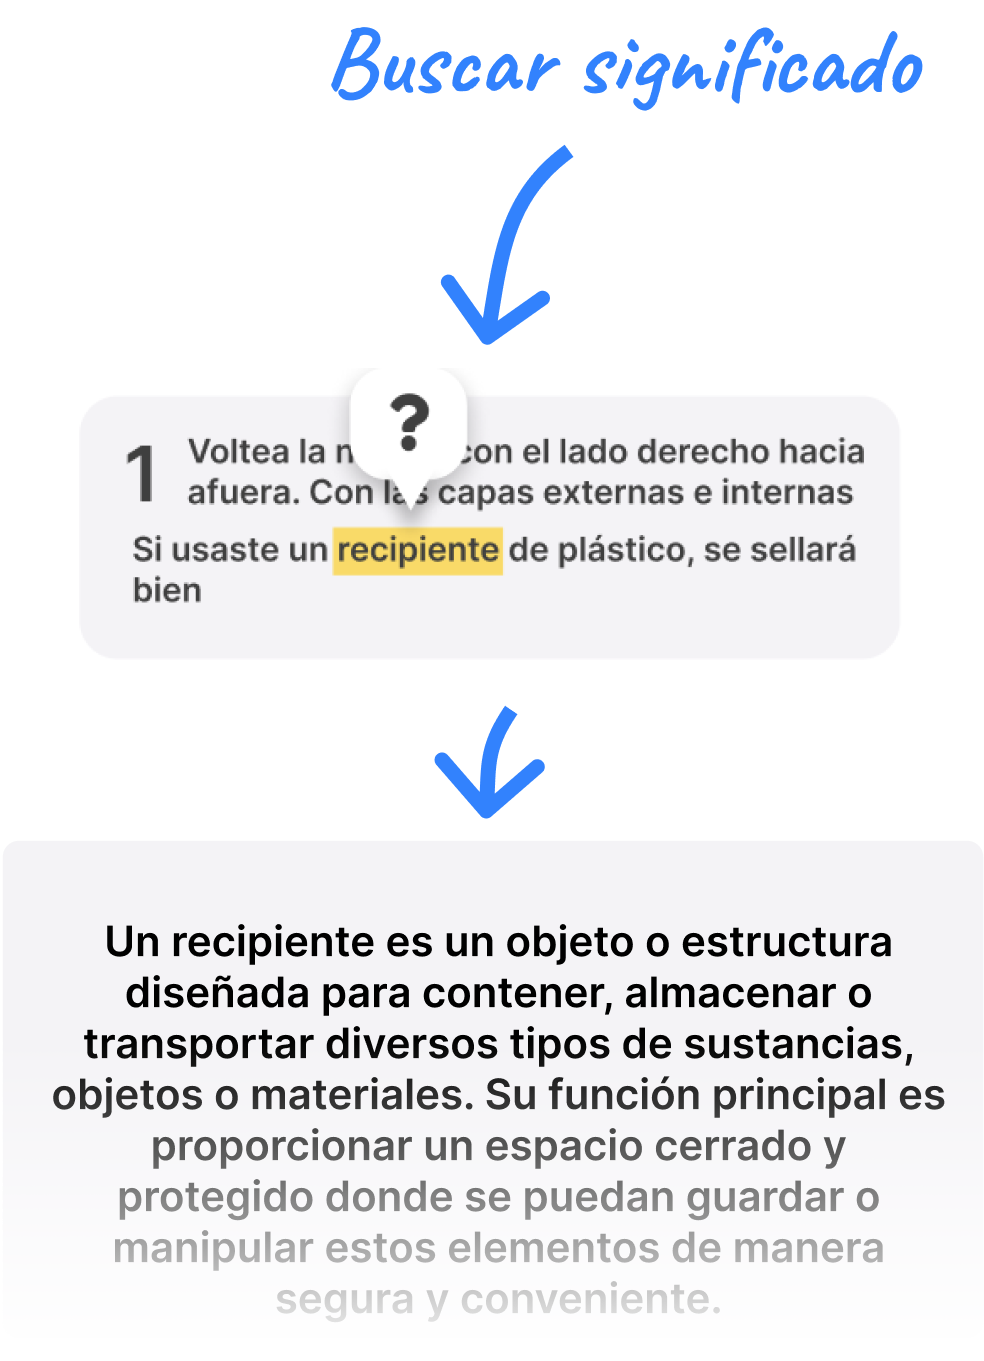 Buscar significado
?
1
Voltea la con el lado derecho hacia
afuera. Con las capas externas e internas
Si usaste un recipiente de plástico, se sellará
bien
Un recipiente es un objeto o estructura
diseñada para contener, almacenar o
transportar diversos tipos de sustancias,
objetos o materiales. Su función principal es
proporcionar un espacio cerrado y
protegido donde se puedan guardar o
manipular estos elementos de manera
segura y conveniente.